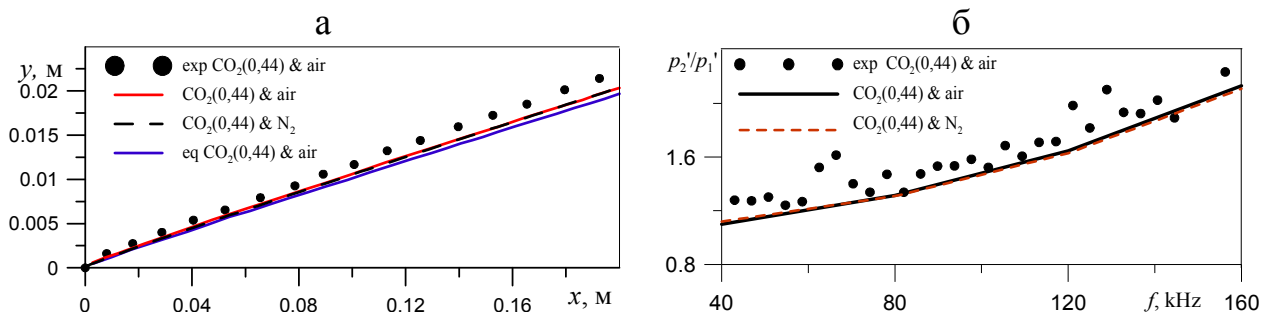 а
y, м
exp CO₂(0,44) & air
CO₂(0,44) & air
CO₂(0,44) & N₂
eq CO₂(0,44) & air
0.02
0.015
0.01
0.005
0
0
0.04
0.08
0.12
0.16
x, м
б
p₂'/p₁'
exp CO₂(0,44) & air
CO₂(0,44) & air
CO₂(0,44) & N₂
1.6
0.8
40
80
120
f, kHz
160